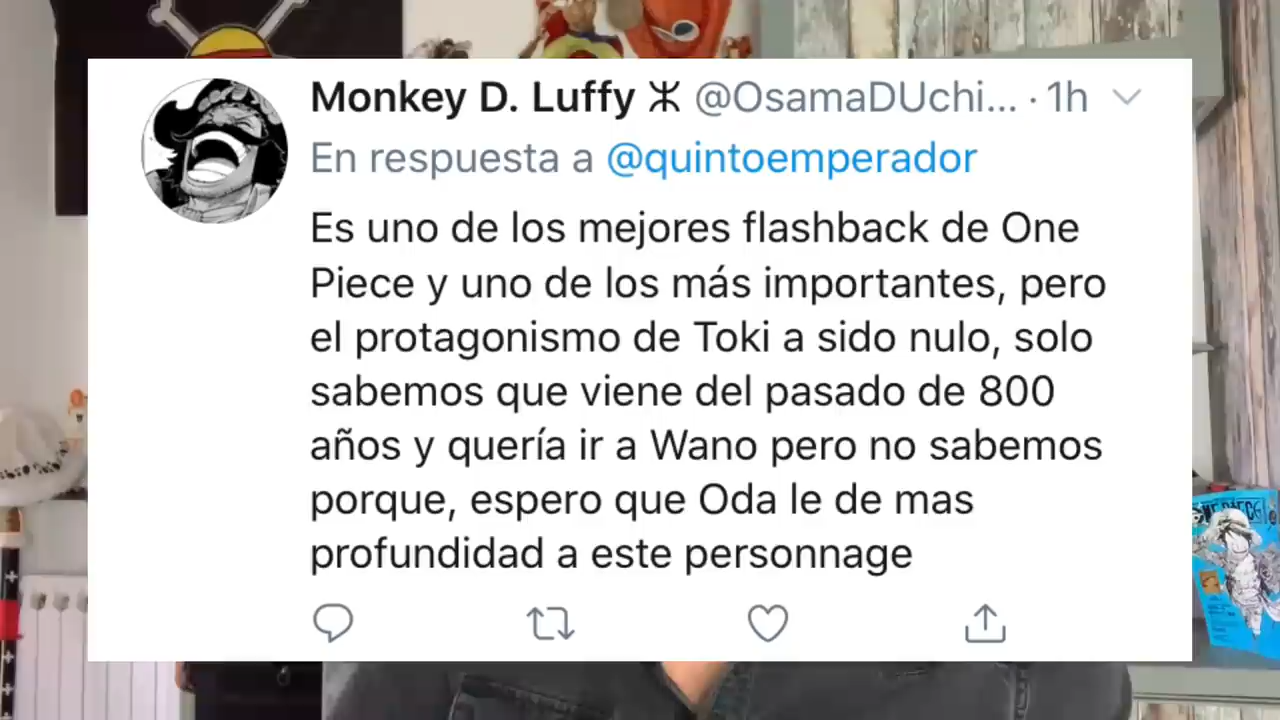 Monkey D. Luffy ⵣ @OsamaDUchi... · 1h
En respuesta a @quintoemperador
Es uno de los mejores flashback de One
Piece y uno de los más importantes, pero
el protagonismo de Toki a sido nulo, solo
sabemos que viene del pasado de 800
años y quería ir a Wano pero no sabemos
porque, espero que Oda le de mas
profundidad a este personnage